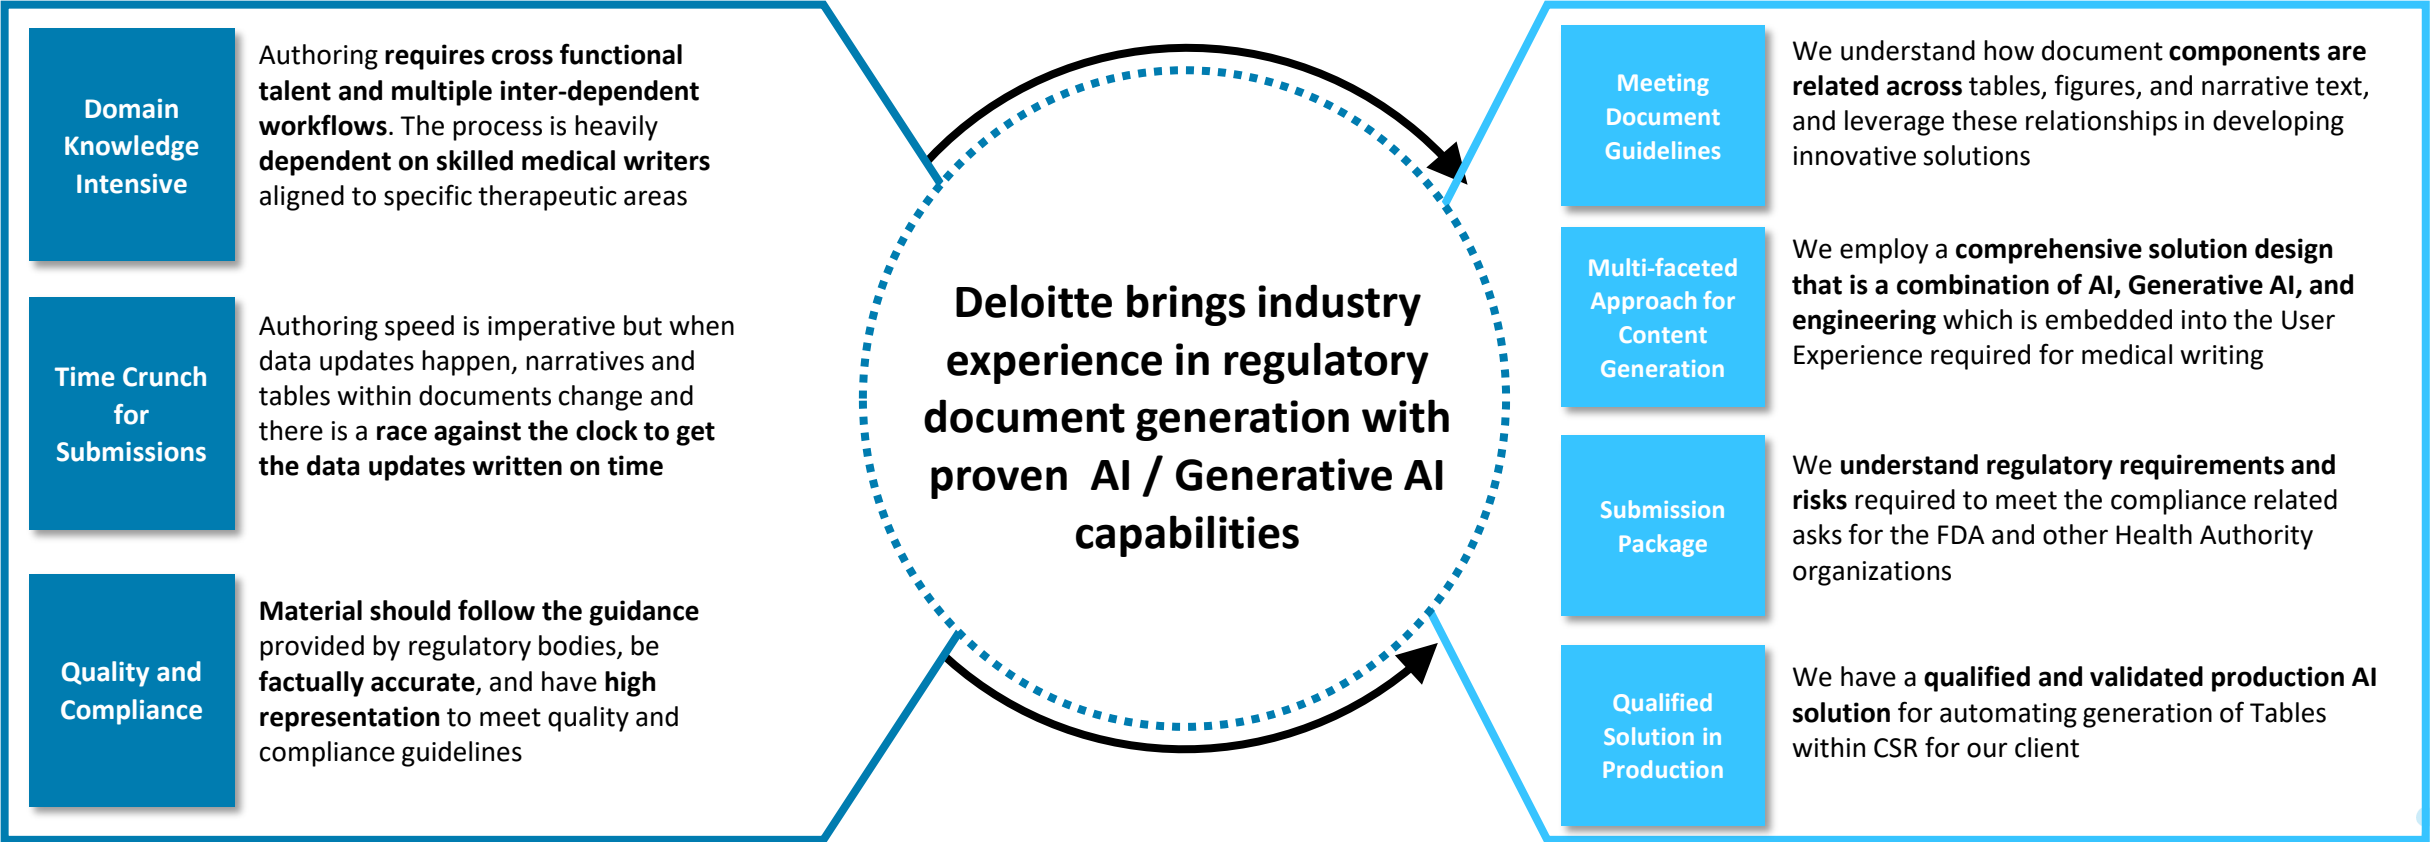 Domain
Knowledge
Intensive
Authoring requires cross functional
talent and multiple inter-dependent
workflows. The process is heavily
dependent on skilled medical writers
aligned to specific therapeutic areas
Time Crunch
for
Submissions
Authoring speed is imperative but when
data updates happen, narratives and
tables within documents change and
there is a race against the clock to get
the data updates written on time
Quality and
Compliance
Material should follow the guidance
provided by regulatory bodies, be
factually accurate, and have high
representation to meet quality and
compliance guidelines
Deloitte brings industry
experience in regulatory
document generation with
proven  AI / Generative AI
capabilities
Meeting
Document
Guidelines
We understand how document components are
related across tables, figures, and narrative text,
and leverage these relationships in developing
innovative solutions
Multi-faceted
Approach for
Content
Generation
We employ a comprehensive solution design
that is a combination of AI, Generative AI, and
engineering which is embedded into the User
Experience required for medical writing
Submission
Package
We understand regulatory requirements and
risks required to meet the compliance related
asks for the FDA and other Health Authority
organizations
Qualified
Solution in
Production
We have a qualified and validated production AI
solution for automating generation of Tables
within CSR for our client